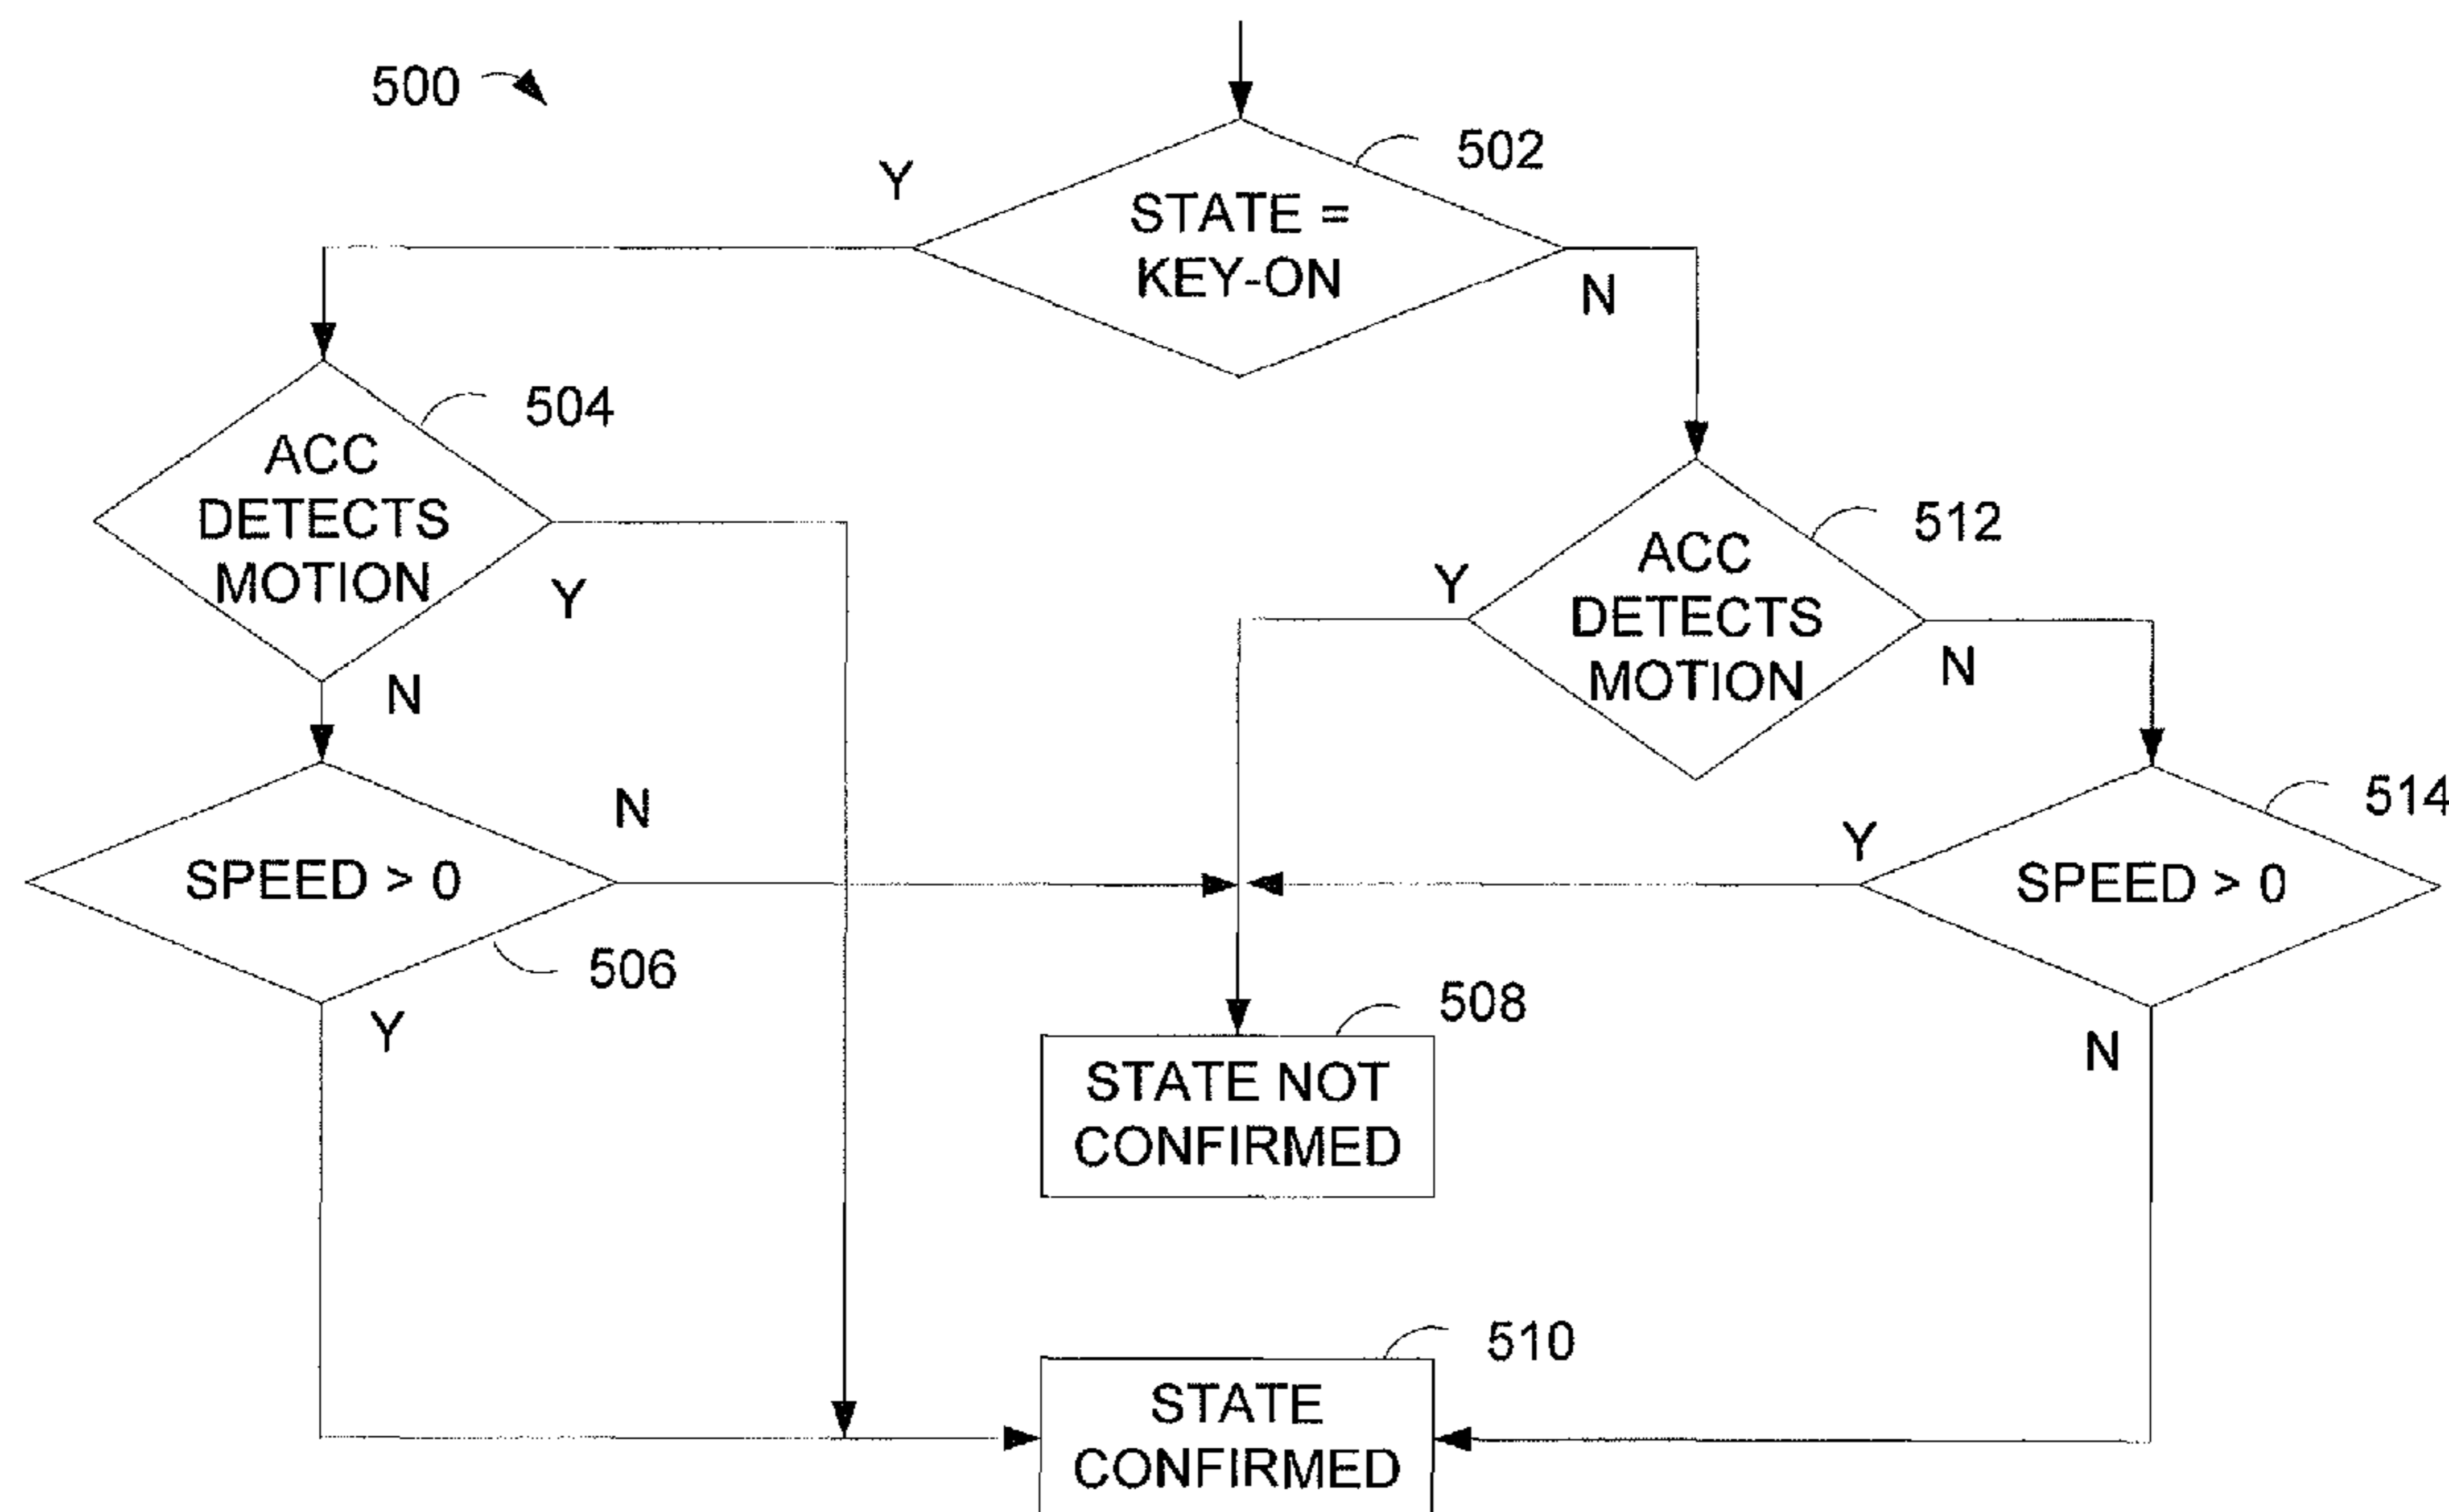 500
502
Y
STATE =
KEY-ON
N
504
ACC
DETECTS
MOTION
Y
N
512
Y
ACC
DETECTS
MOTION
N
N
SPEED > 0
506
Y
514
Y
SPEED > 0
N
508
STATE NOT
CONFIRMED
510
STATE
CONFIRMED